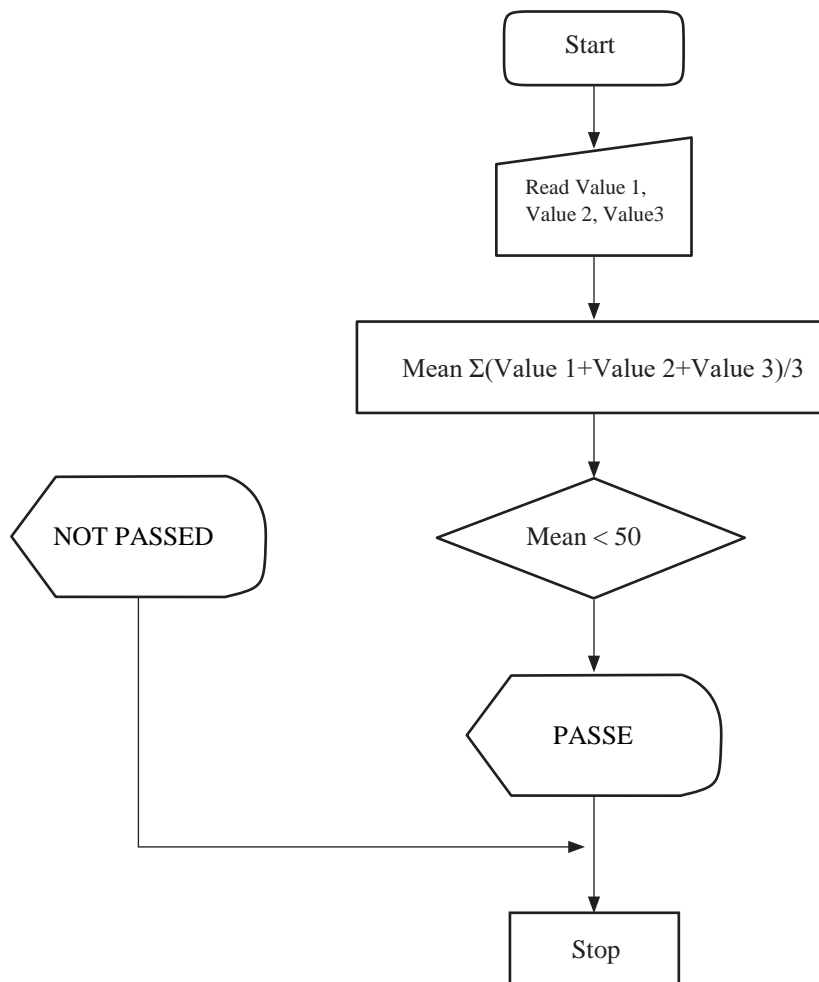 Start
Read Value 1,
Value 2, Value3
Mean Σ(Value 1+Value 2+Value 3)/3
NOT PASSED
Mean < 50
PASSE
Stop